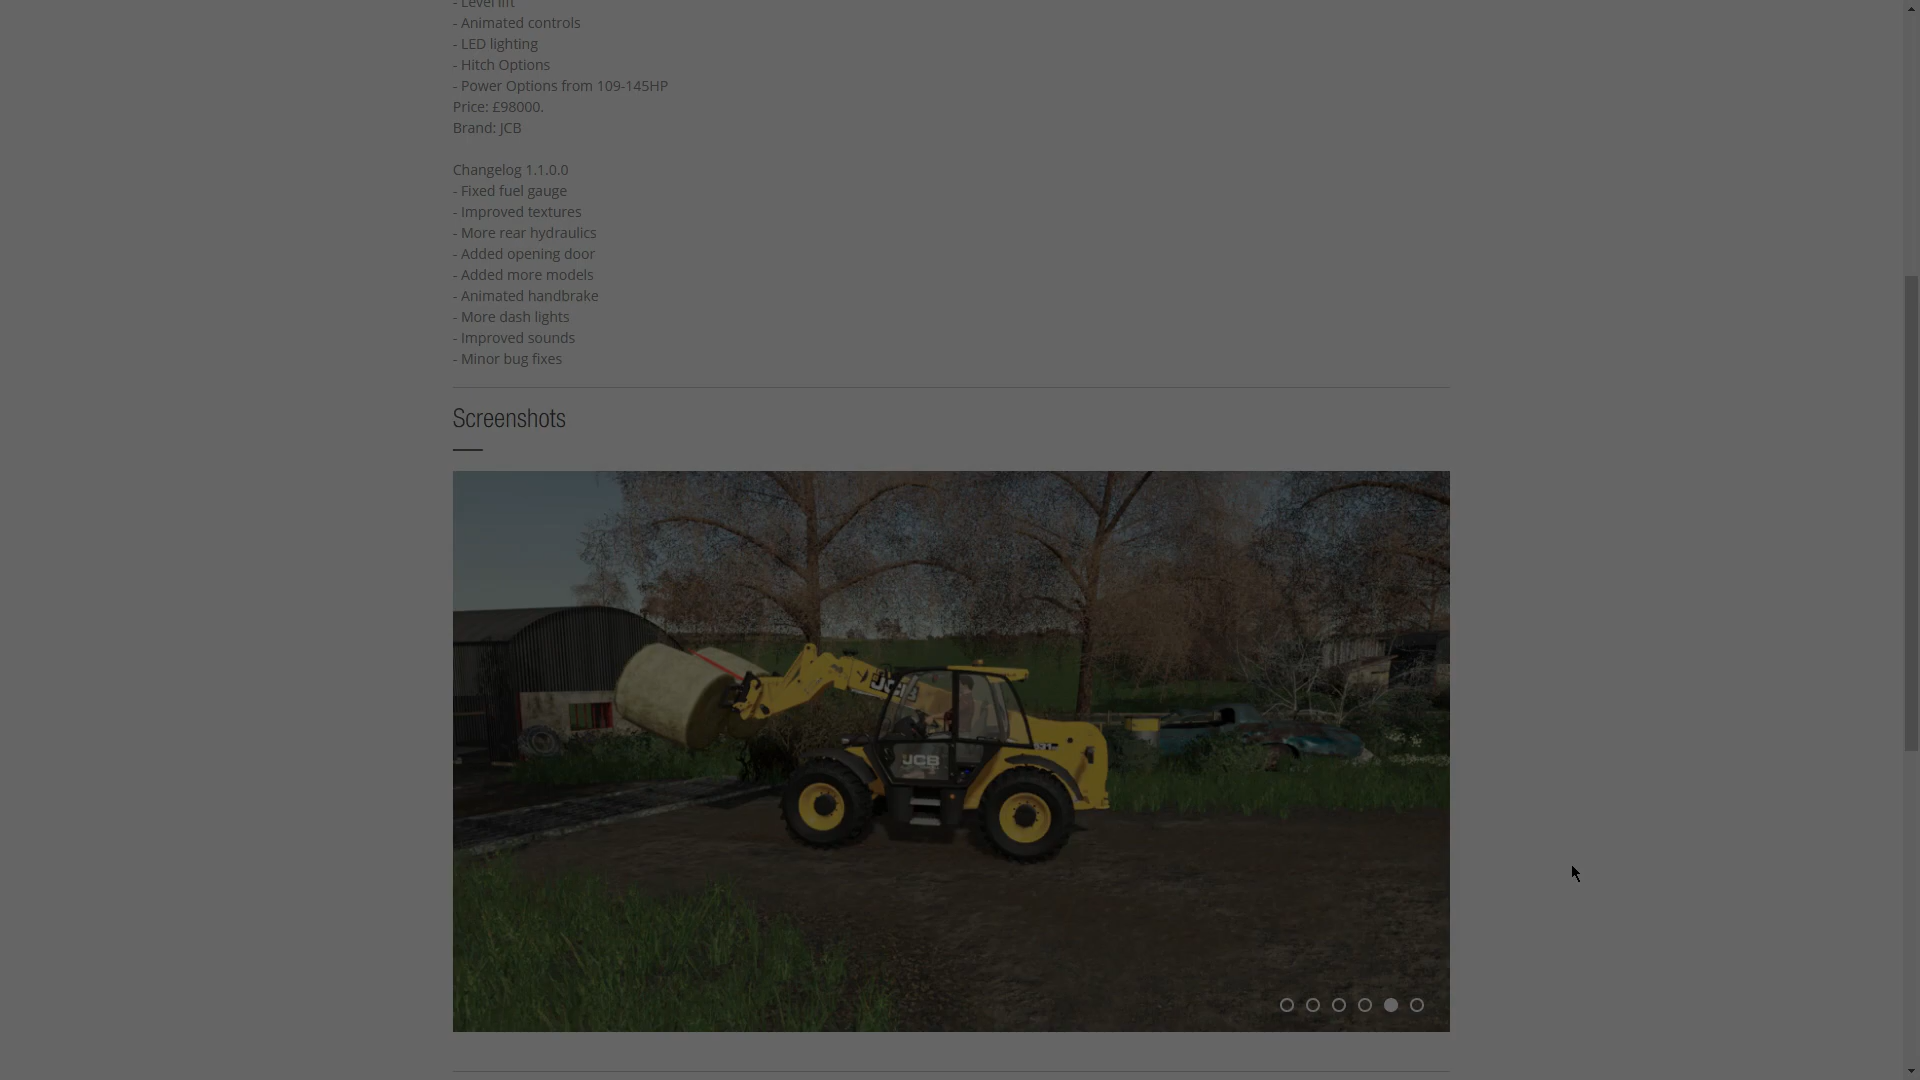 - Level lift
- Animated controls
- LED lighting
- Hitch Options
- Power Options from 109-145HP
Price: £98000.
Brand: JCB
Changelog 1.1.0.0
- Fixed fuel gauge
- Improved textures
- More rear hydraulics
- Added opening door
- Added more models
- Animated handbrake
- More dash lights
- Improved sounds
- Minor bug fixes
Screenshots
JCB
JCB